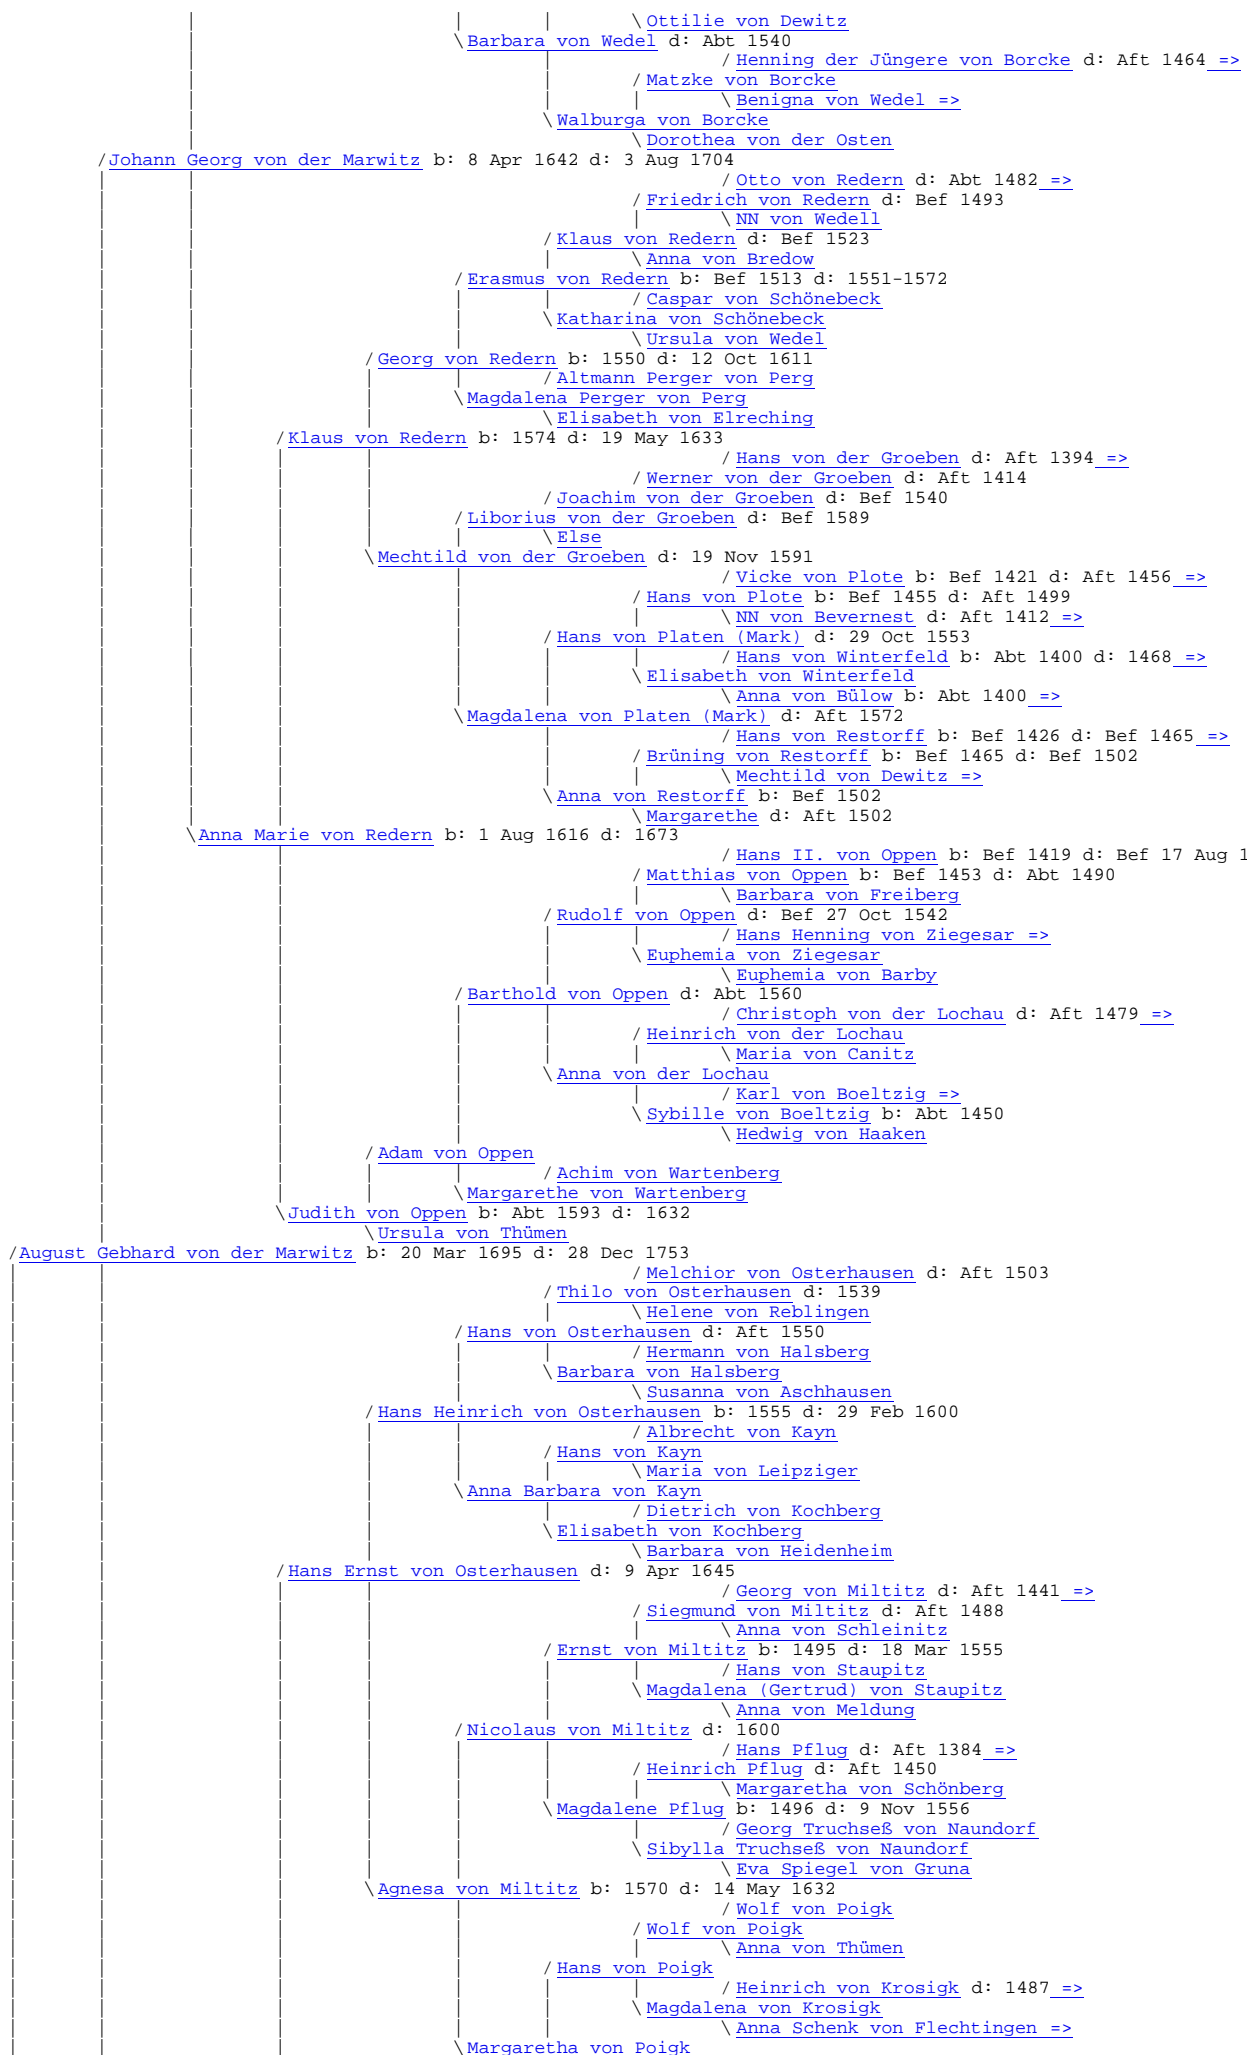 \Ottilie von Dewitz
\Barbara von Wedel d: Abt 1540
/Henning der Jüngere von Borcke d: Aft 1464 =>
/Matzke von Borcke
\Benigna von Wedel =>
\Walburga von Borcke
\Dorothea von der Osten
/Johann Georg von der Marwitz b: 8 Apr 1642 d: 3 Aug 1704
/Otto von Redern d: Abt 1482 =>
/Friedrich von Redern d: Bef 1493
\NN von Wedell
/Klaus von Redern d: Bef 1523
\Anna von Bredow
/Erasmus von Redern b: Bef 1513 d: 1551-1572
/Caspar von Schönebeck
\Katharina von Schönebeck
\Ursula von Wedel
/Georg von Redern b: 1550 d: 12 Oct 1611
/Altmann Perger von Perg
\Magdalena Perger von Perg
\Elisabeth von Elreching
/Klaus von Redern b: 1574 d: 19 May 1633
/Hans von der Groeben d: Aft 1394 =>
/Werner von der Groeben d: Aft 1414
/Joachim von der Groeben d: Bef 1540
/Liborius von der Groeben d: Bef 1589
\Else
\Mechtild von der Groeben d: 19 Nov 1591
/Vicke von Plote b: Bef 1421 d: Aft 1456 =>
/Hans von Plote b: Bef 1455 d: Aft 1499
\NN von Bevernest d: Aft 1412 =>
/Hans von Platen (Mark) d: 29 Oct 1553
/Hans von Winterfeld b: Abt 1400 d: 1468 =>
\Elisabeth von Winterfeld
\Anna von Bülow b: Abt 1400 =>
\Magdalena von Platen (Mark) d: Aft 1572
/Hans von Restorff b: Bef 1426 d: Bef 1465 =>
/Brüning von Restorff b: Bef 1465 d: Bef 1502
\Mechtild von Dewitz =>
\Anna von Restorff b: Bef 1502
\Margarethe d: Aft 1502
\Anna Marie von Redern b: 1 Aug 1616 d: 1673
/Hans II. von Oppen b: Bef 1419 d: Bef 17 Aug 1
/Matthias von Oppen b: Bef 1453 d: Abt 1490
\Barbara von Freiberg
/Rudolf von Oppen d: Bef 27 Oct 1542
/Hans Henning von Ziegesar =>
\Euphemia von Ziegesar
\Euphemia von Barby
/Barthold von Oppen d: Abt 1560
/Christoph von der Lochau d: Aft 1479 =>
/Heinrich von der Lochau
\Maria von Canitz
\Anna von der Lochau
/Karl von Boeltzig =>
\Sybille von Boeltzig b: Abt 1450
\Hedwig von Haaken
/Adam von Oppen
/Achim von Wartenberg
\Margarethe von Wartenberg
\Judith von Oppen b: Abt 1593 d: 1632
\Ursula von Thümen
/August Gebhard von der Marwitz b: 20 Mar 1695 d: 28 Dec 1753
/Melchior von Osterhausen d: Aft 1503
/Thilo von Osterhausen d: 1539
\Helene von Reblingen
/Hans von Osterhausen d: Aft 1550
/Hermann von Halsberg
\Barbara von Halsberg
\Susanna von Aschhausen
/Hans Heinrich von Osterhausen b: 1555 d: 29 Feb 1600
/Albrecht von Kayn
/Hans von Kayn
\Maria von Leipziger
\Anna Barbara von Kayn
/Dietrich von Kochberg
\Elisabeth von Kochberg
\Barbara von Heidenheim
/Hans Ernst von Osterhausen d: 9 Apr 1645
/Georg von Miltitz d: Aft 1441 =>
/Siegmund von Miltitz d: Aft 1488
\Anna von Schleinitz
/Ernst von Miltitz b: 1495 d: 18 Mar 1555
/Hans von Staupitz
\Magdalena (Gertrud) von Staupitz
\Anna von Meldung
/Nicolaus von Miltitz d: 1600
/Hans Pflug d: Aft 1384 =>
/Heinrich Pflug d: Aft 1450
\Margaretha von Schönberg
\Magdalene Pflug b: 1496 d: 9 Nov 1556
/Georg Truchseß von Naundorf
\Sibylla Truchseß von Naundorf
\Eva Spiegel von Gruna
\Agnesa von Miltitz b: 1570 d: 14 May 1632
/Wolf von Poigk
/Wolf von Poigk
\Anna von Thümen
/Hans von Poigk
/Heinrich von Krosigk d: 1487 =>
\Magdalena von Krosigk
\Anna Schenk von Flechtingen =>
\Margaretha von Poigk